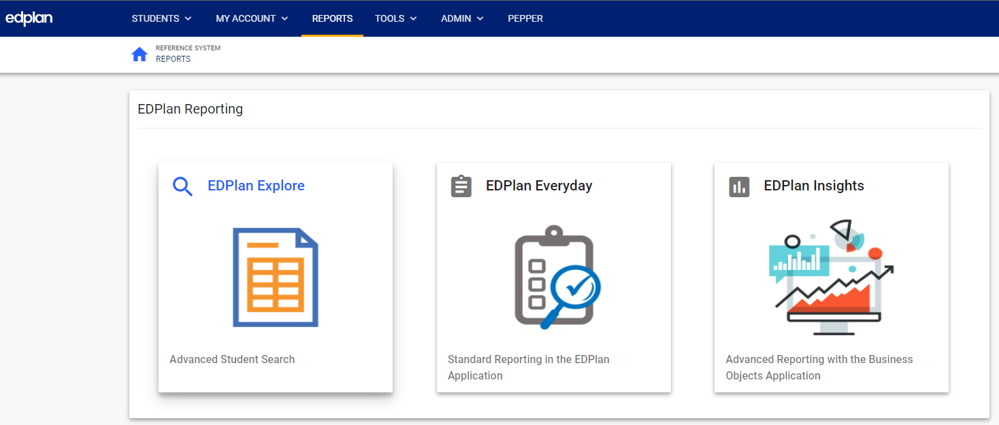 edplan
STUDENTS
MY ACCOUNT
REPORTS
TOOLS
ADMIN
PEPPER
REFERENCE SYSTEM
REPORTS
EDPlan Reporting
EDPlan Explore
Advanced Student Search
EDPlan Everyday
Standard Reporting in the EDPlan
Application
EDPlan Insights
Advanced Reporting with the Business
Objects Application